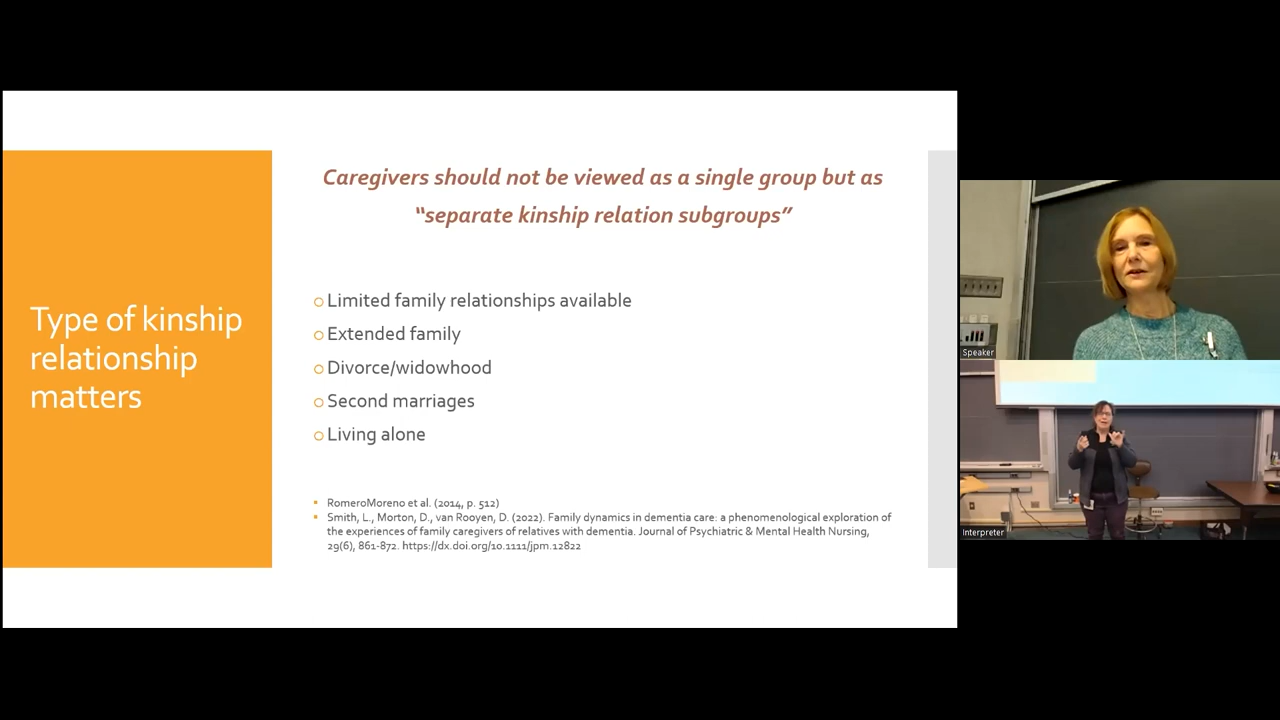 Type of kinship
relationship
matters
Caregivers should not be viewed as a single group but as
“separate kinship relation subgroups”
Limited family relationships available
Extended family
Divorce/widowhood
Second marriages
Living alone
RomeroMoreno et al. (2014, p. 512)
Smith, L., Morton, D., van Rooyen, D. (2022). Family dynamics in dementia care: a phenomenological exploration of
the experiences of family caregivers of relatives with dementia. Journal of Psychiatric & Mental Health Nursing,
29(6), 861-872. https://dx.doi.org/10.1111/jpm.12822
Speaker
Interpreter